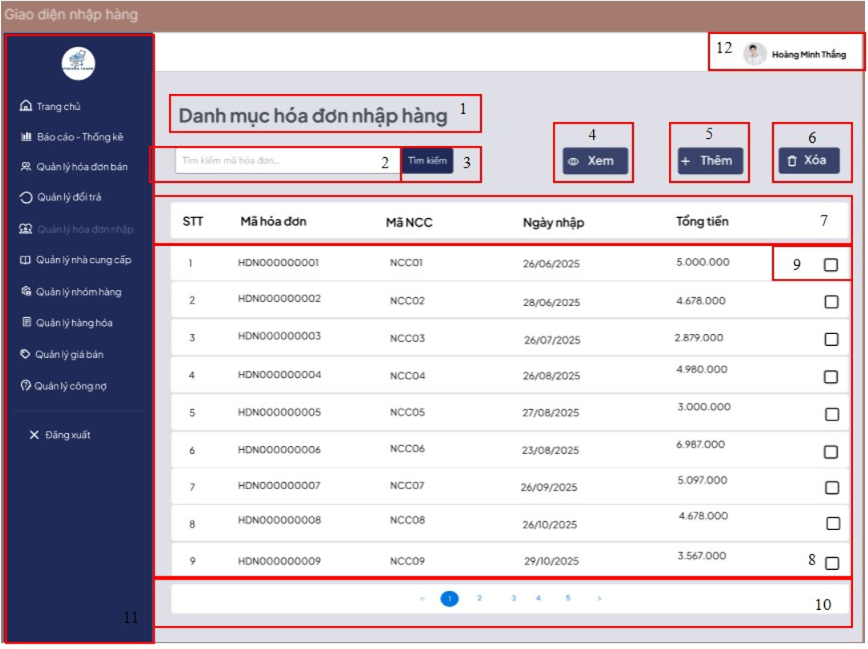 Giao diện nhập hàng
12 Hoàng Minh Thắng
Trang chủ
Báo cáo - Thống kê
Quản lý hóa đơn bán
Quản lý đổi trả
Quản lý hóa đơn nhập
Quản lý nhà cung cấp
Quản lý nhóm hàng
Quản lý hàng hóa
Quản lý giá bán
Quản lý công nợ
Đăng xuất
11
Danh mục hóa đơn nhập hàng 1
Tìm kiếm mã hóa đơn... 2 Tìm kiếm 3
4 5 6
Xem + Thêm Xóa
STT Mã hóa đơn Mã NCC Ngày nhập Tổng tiền 7
1 HDN000000001 NCC01 26/06/2025 5.000.000 9
2 HDN000000002 NCC02 28/06/2025 4.678.000
3 HDN000000003 NCC03 26/07/2025 2.879.000
4 HDN000000004 NCC04 26/08/2025 4.980.000
5 HDN000000005 NCC05 27/08/2025 3.000.000
6 HDN000000006 NCC06 23/08/2025 6.987.000
7 HDN000000007 NCC07 26/09/2025 5.097.000
8 HDN000000008 NCC08 26/10/2025 4.678.000
9 HDN000000009 NCC09 29/10/2025 3.567.000 8
« 1 2 3 4 5 » 10